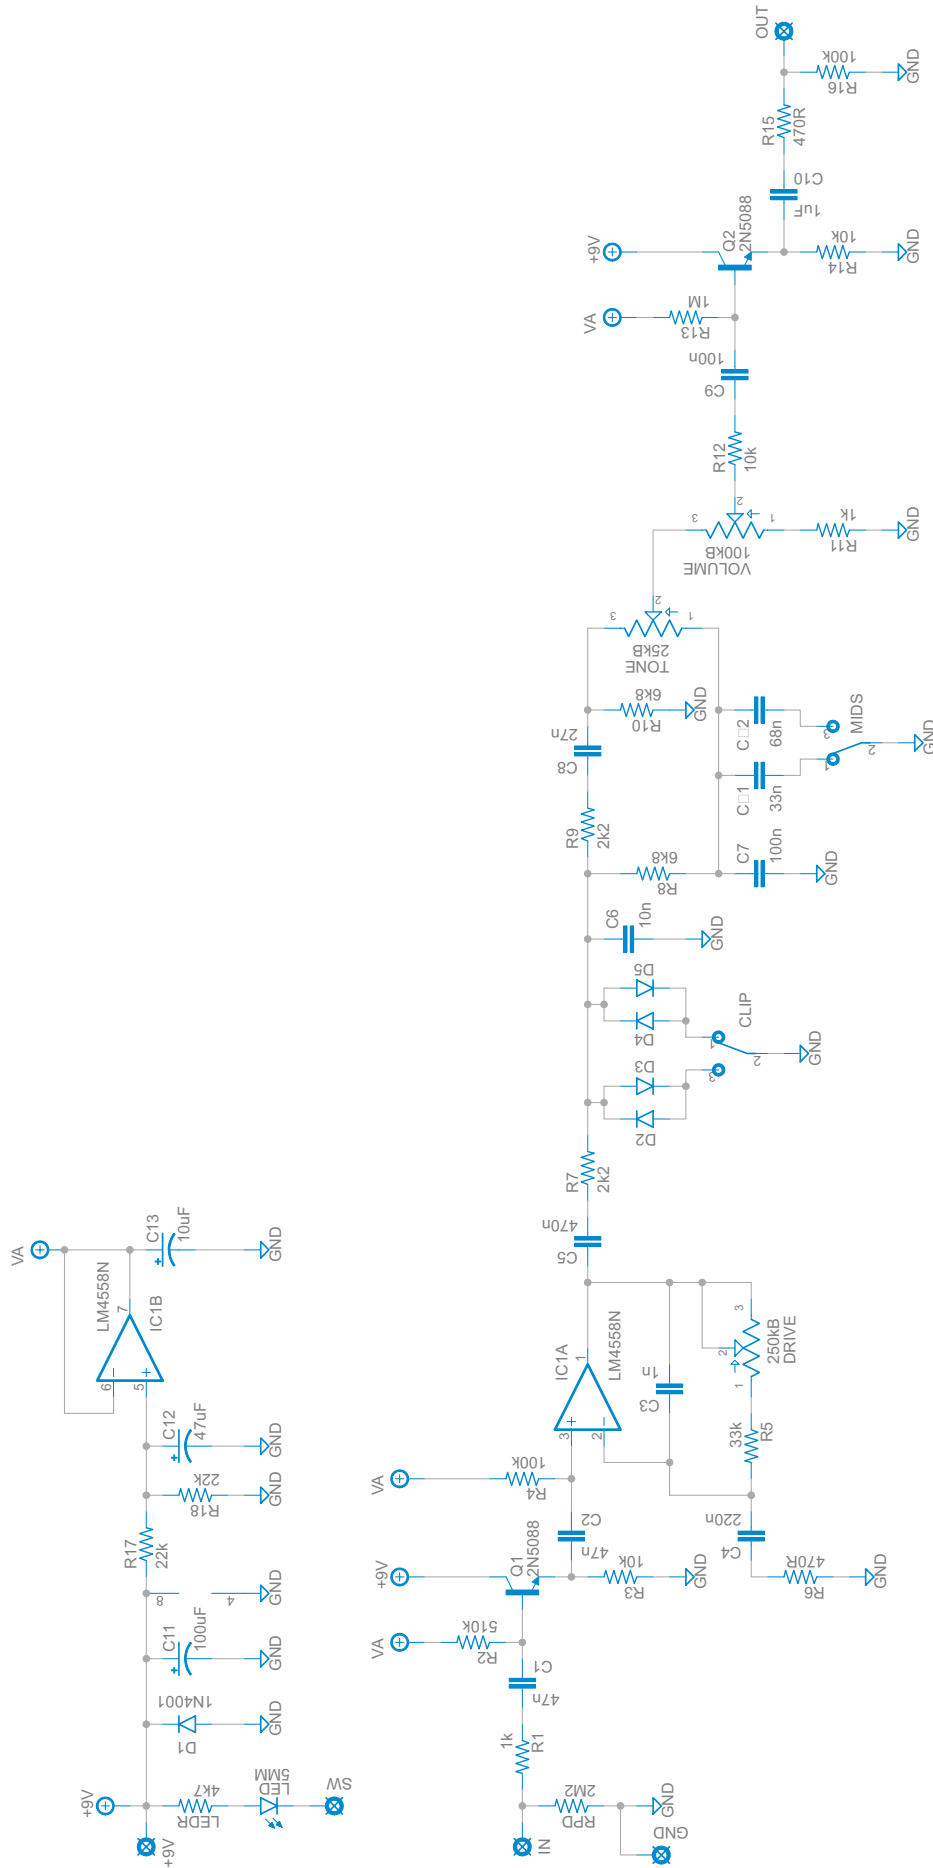 +9V
+9V
LEDR
4k7
LED
5MM
SW
D1
1N4001
GND
C11
100uF
GND
8
4
GND
R17
22k
R18
22k
GND
C12
47uF
GND
6
5
7
LM4558N
IC1B
VA
C13
10uF
GND
IN
RPD
2M2
GND
GND
R1
1k
C1
47n
VA
R2
510k
+9V
Q1
2N5088
R3
10k
GND
C2
47n
VA
R4
100k
3
2
1
IC1A
LM4558N
C3
1n
R5
33k
1
2
3
250kB
DRIVE
C4
220n
R6
470R
GND
C5
470n
R7
2k2
D2
D3
D4
D5
3
1
2
CLIP
GND
C6
10n
GND
R8
6k8
R9
2k2
C8
27n
R10
6k8
GND
C7
100n
GND
C□1
33n
C□2
68n
1
3
2
MIDS
GND
3
2
1
TONE
25kB
3
2
1
VOLUME
100kB
R11
1k
GND
R12
10k
C9
100n
VA
R13
1M
+9V
Q2
2N5088
R14
10k
GND
C10
1uF
R15
470R
R16
100k
GND
OUT